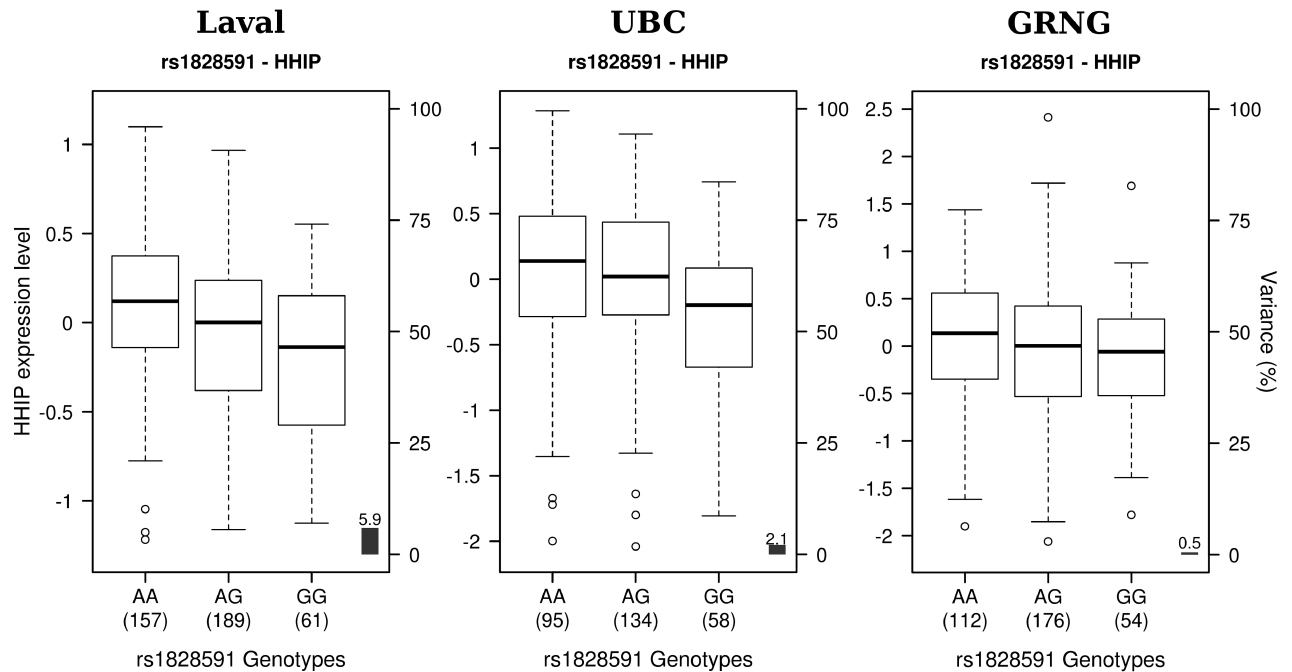 Laval
UBC
GRNG
rs1828591 - HHIP
rs1828591 - HHIP
rs1828591 - HHIP
HHIP expression level
1
0.5
0
-0.5
-1
100
75
50
25
0
5.9
AA
AG
GG
(157)
(189)
(61)
rs1828591 Genotypes
1
0.5
0
-0.5
-1
-1.5
-2
100
75
50
25
0
2.1
AA
AG
GG
(95)
(134)
(58)
rs1828591 Genotypes
2.5
2
1.5
1
0.5
0
-0.5
-1
-1.5
-2
100
75
50
25
0
0.5
Variance (%)
AA
AG
GG
(112)
(176)
(54)
rs1828591 Genotypes